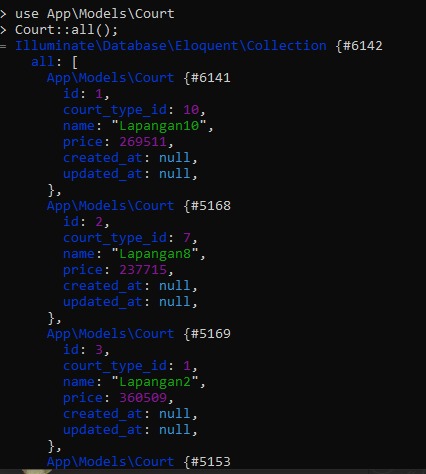 > use App\Models\Court
> Court::all();
= Illuminate\Database\Eloquent\Collection {#6142
    all: [
      App\Models\Court {#6141
        id: 1,
        court_type_id: 10,
        name: "Lapangan10",
        price: 269511,
        created_at: null,
        updated_at: null,
      },
      App\Models\Court {#5168
        id: 2,
        court_type_id: 7,
        name: "Lapangan8",
        price: 237715,
        created_at: null,
        updated_at: null,
      },
      App\Models\Court {#5169
        id: 3,
        court_type_id: 1,
        name: "Lapangan2",
        price: 360509,
        created_at: null,
        updated_at: null,
      },
      App\Models\Court {#5153